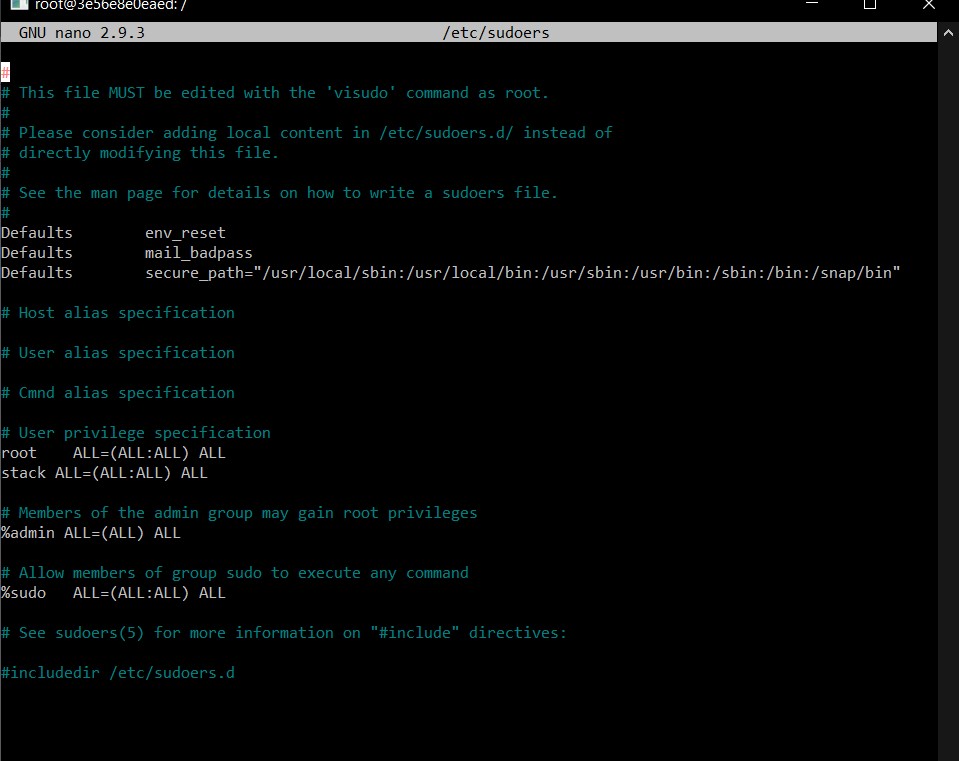 root@3e56e8e0eaed: /
GNU nano 2.9.3 /etc/sudoers
#
# This file MUST be edited with the 'visudo' command as root.
#
# Please consider adding local content in /etc/sudoers.d/ instead of
# directly modifying this file.
#
# See the man page for details on how to write a sudoers file.
#
Defaults        env_reset
Defaults        mail_badpass
Defaults        secure_path="/usr/local/sbin:/usr/local/bin:/usr/sbin:/usr/bin:/sbin:/bin:/snap/bin"
# Host alias specification
# User alias specification
# Cmnd alias specification
# User privilege specification
root    ALL=(ALL:ALL) ALL
stack ALL=(ALL:ALL) ALL
# Members of the admin group may gain root privileges
%admin ALL=(ALL) ALL
# Allow members of group sudo to execute any command
%sudo   ALL=(ALL:ALL) ALL
# See sudoers(5) for more information on "#include" directives:
#includedir /etc/sudoers.d